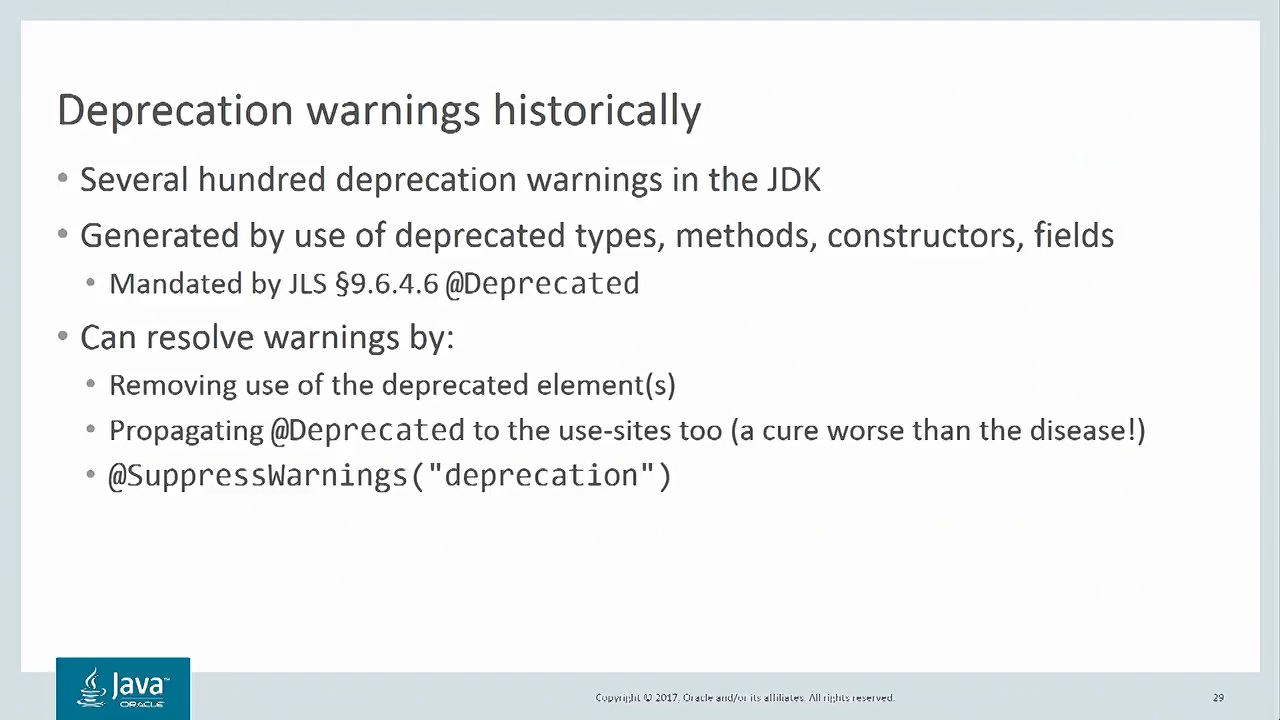 Deprecation warnings historically
• Several hundred deprecation warnings in the JDK
• Generated by use of deprecated types, methods, constructors, fields
• Mandated by JLS §9.6.4.6 @Deprecated
• Can resolve warnings by:
• Removing use of the deprecated element(s)
• Propagating @Deprecated to the use-sites too (a cure worse than the disease!)
• @SuppressWarnings("deprecation")
Java™
ORACLE
Copyright © 2017, Oracle and/or its affiliates. All rights reserved.
29